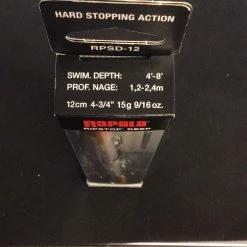 HARD STOPPING ACTION
RPSD-12
SWIM. DEPTH: 4'-8'
PROF. NAGE: 1,2-2,4m
12cm 4-3/4" 15g 9/16 oz.
RAPALA
RIPSTOP DEEP